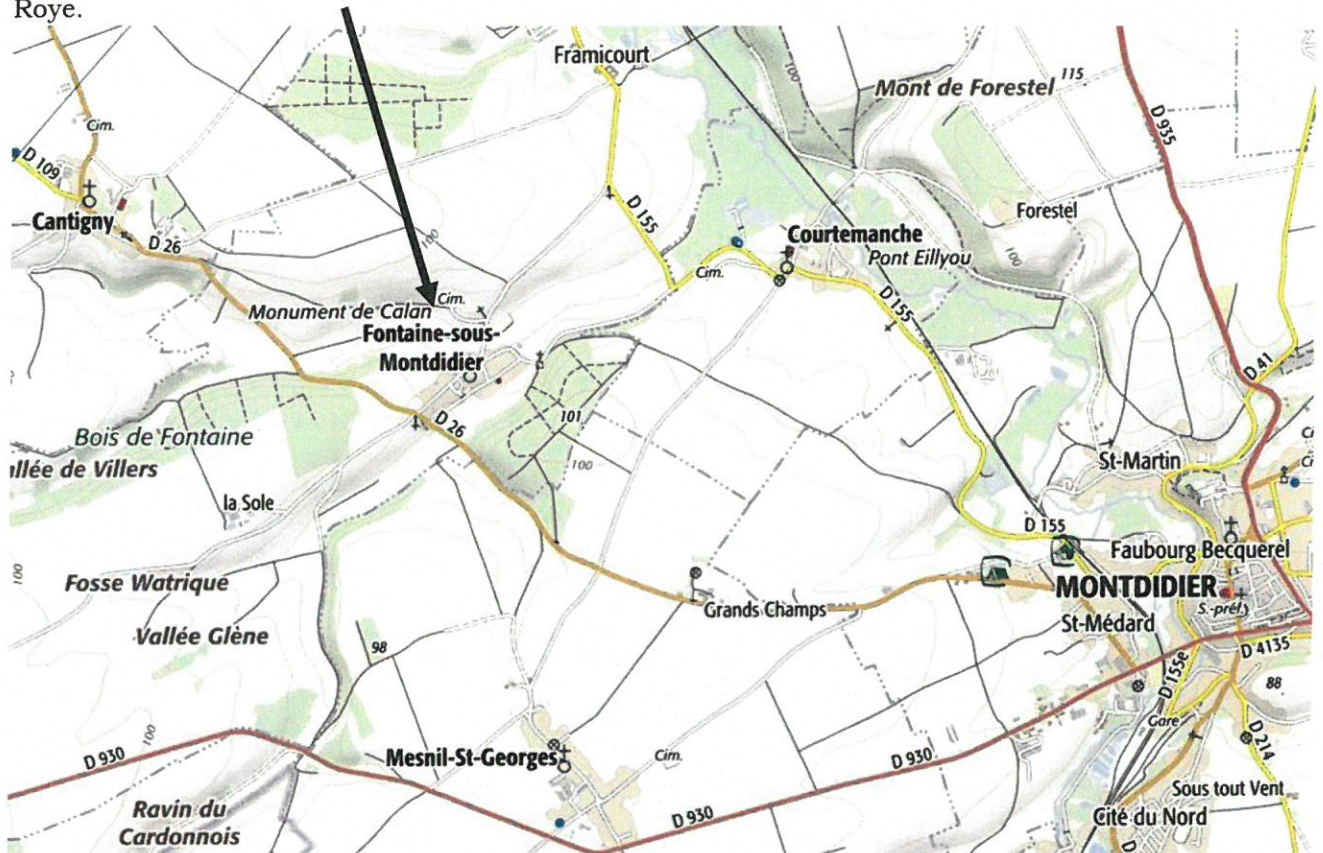 Roye.
Framicourt
Mont de Forestel
115
100
D 935
Cim.
D 109
Cantigny
D 26
100
D 155
Forestel
Courtemanche
Pont Eillyou
100
Cim.
Monument de Calan
Cim.
Fontaine-sous-
Montdidier
D 155
D 41
101
D 26
100
Bois de Fontaine
St-Martin
la Sole
D 155
Faubourg Becquerel
100
Fosse Watrique
Grands Champs
MONTDIDIER
S.-préf.
St-Médard
Vallée Glène
98
D 155e
D 4135
88
Gare
D 214
100
D 930
Mesnil-St-Georges
Cim.
D 930
Sous tout Vent
Ravin du
Cardonnois
D 930
Cité du Nord